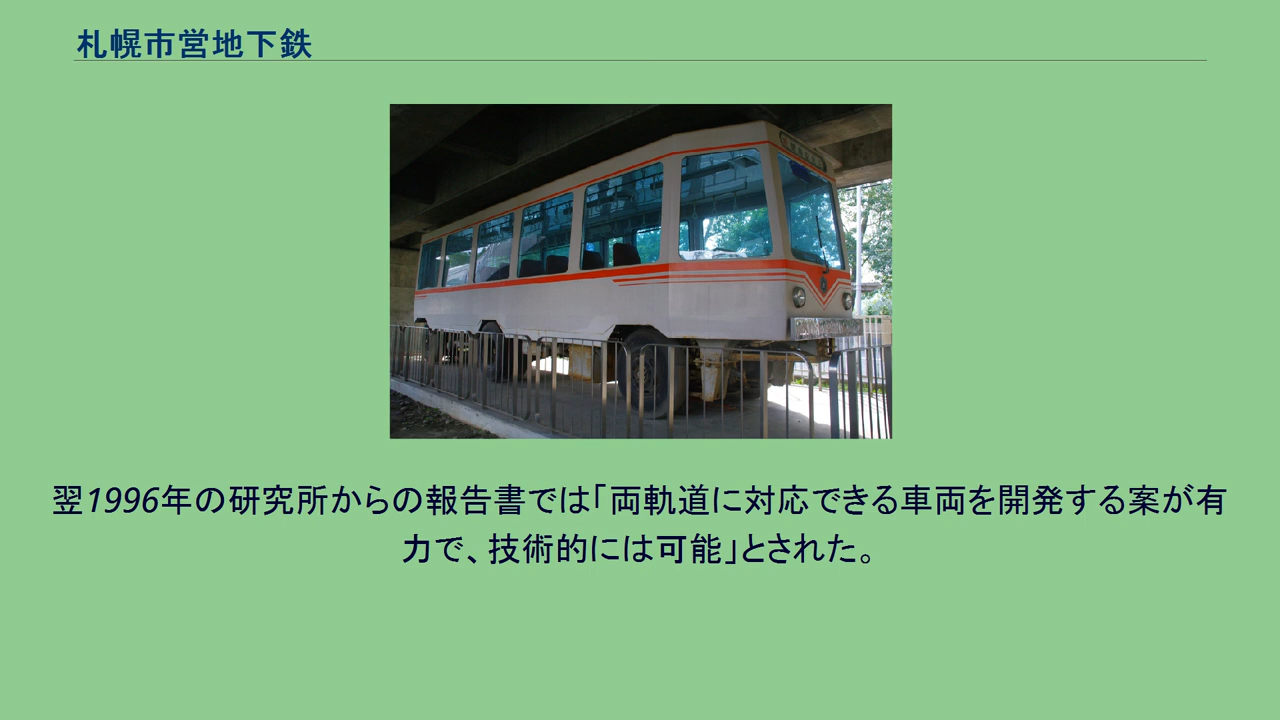 札幌市営地下鉄
翌1996年の研究所からの報告書では「両軌道に対応できる車両を開発する案が有
力で、技術的には可能」とされた。